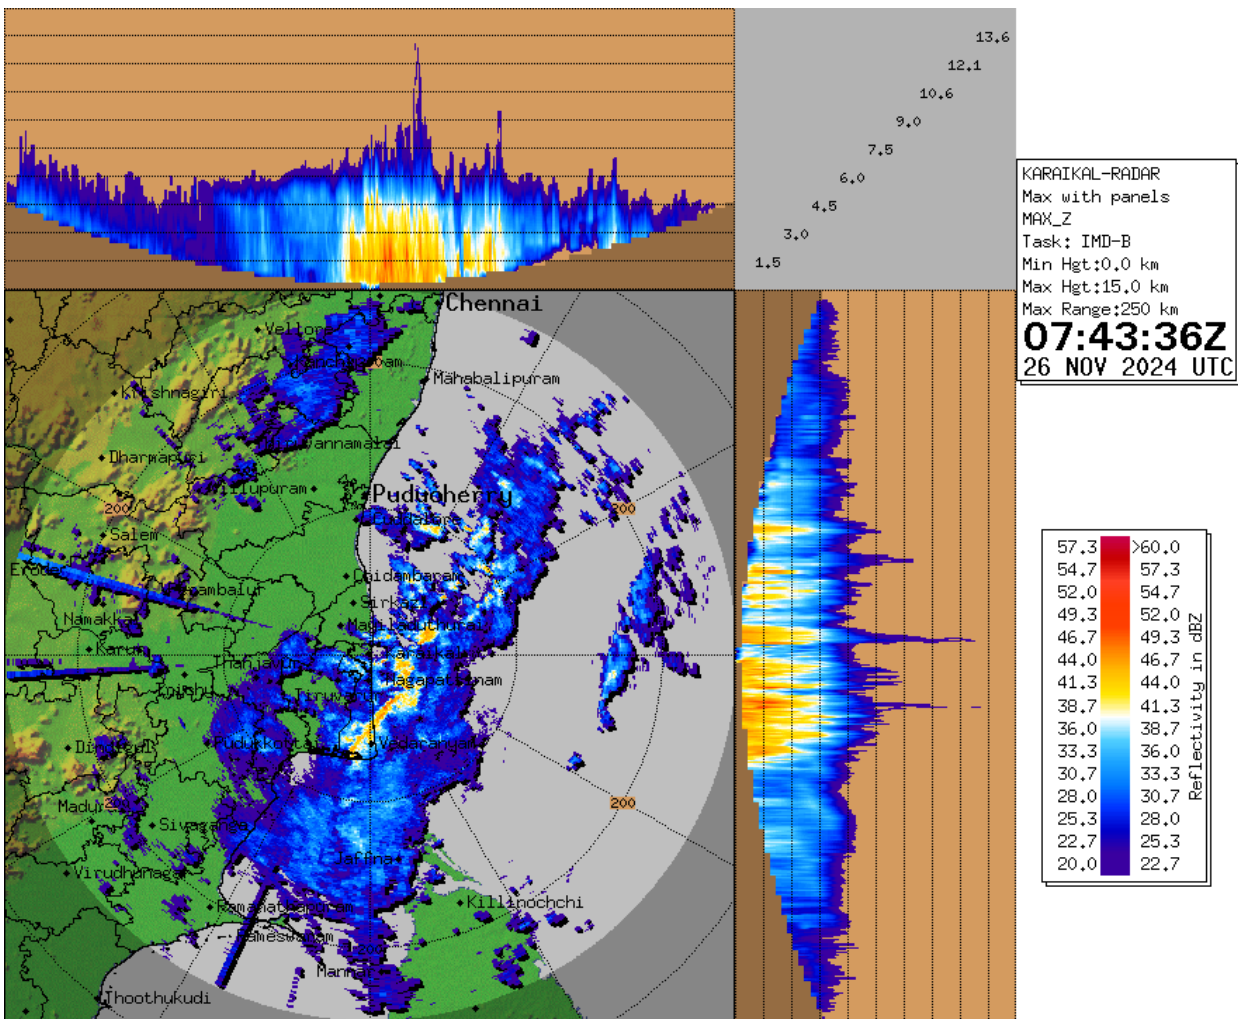 13.6
12.1
10.6
9.0
7.5
6.0
4.5
3.0
1.5
KARAIKAL-RADAR
Max with panels
MAX_Z
Task: IMD-B
Min Hgt:0.0 km
Max Hgt:15.0 km
Max Range:250 km
07:43:36Z
26 NOV 2024 UTC
Chennai
Vellore
Mahabalipuram
Krishnagiri
Dharmapuri
Villupuram
Puducherry
200
200
Salem
Erode
Chidambaram
Namakkal
Karur
Thanjavur
Karaikal
Nagapattinam
Pudukkottai
Vedaranyam
Dindigul
200
Sivaganga
Jaffna
Virudhunagar
Ramanathapuram
Killinochchi
Rameswaram
200
Mannar
Thoothukudi
57.3 >60.0
54.7 57.3
52.0 54.7
49.3 52.0
46.7 49.3
44.0 46.7
41.3 44.0
38.7 41.3
36.0 38.7
33.3 36.0
30.7 33.3
28.0 30.7
25.3 28.0
22.7 25.3
20.0 22.7
Reflectivity in dBZ